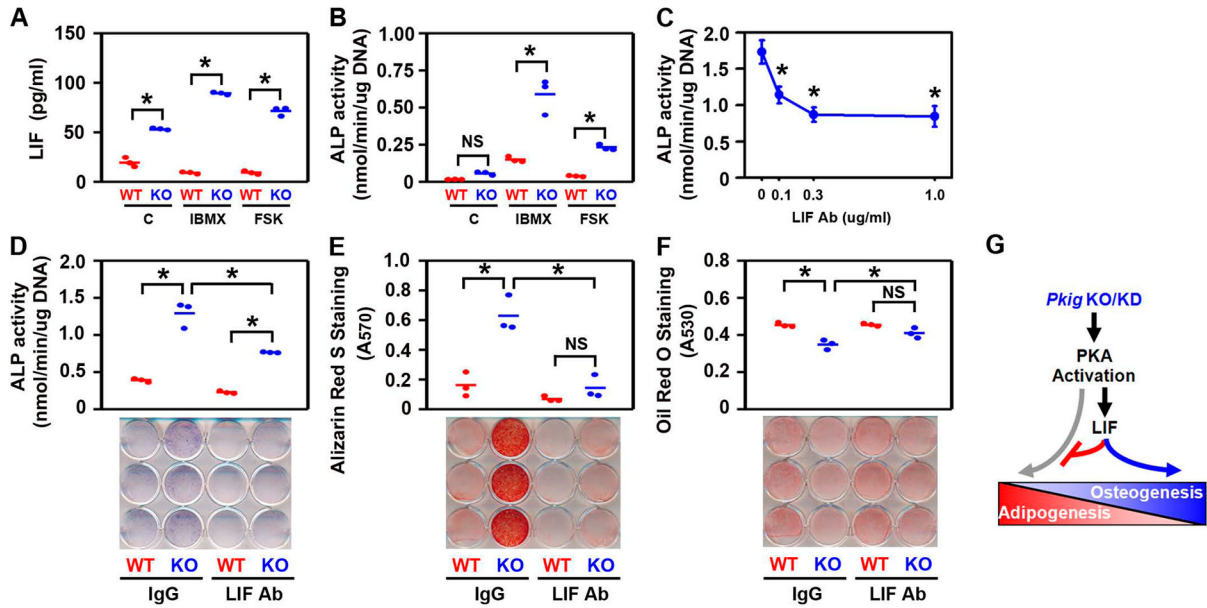 A
LIF (pg/ml)
150
100
50
0
*
*
*
WT KO WT KO WT KO
C IBMX FSK
B
ALP activity
(nmol/min/ug DNA)
1.00
0.75
0.50
0.25
0
NS
*
*
WT KO WT KO WT KO
C IBMX FSK
C
ALP activity
(nmol/min/ug DNA)
2.0
1.5
1.0
0.5
0
*
*
*
0 0.1 0.3 1.0
LIF Ab (ug/ml)
D
ALP activity
(nmol/min/ug DNA)
2.0
1.5
1.0
0.5
0
*
*
*
WT KO WT KO
IgG LIF Ab
E
Alizarin Red S Staining
(A570)
1.0
0.8
0.6
0.4
0.2
0
*
*
NS
WT KO WT KO
IgG LIF Ab
F
Oil Red O Staining
(A530)
0.8
0.6
0.4
0.2
0
*
*
NS
WT KO WT KO
IgG LIF Ab
G
Pkig KO/KD
PKA
Activation
LIF
Osteogenesis
Adipogenesis